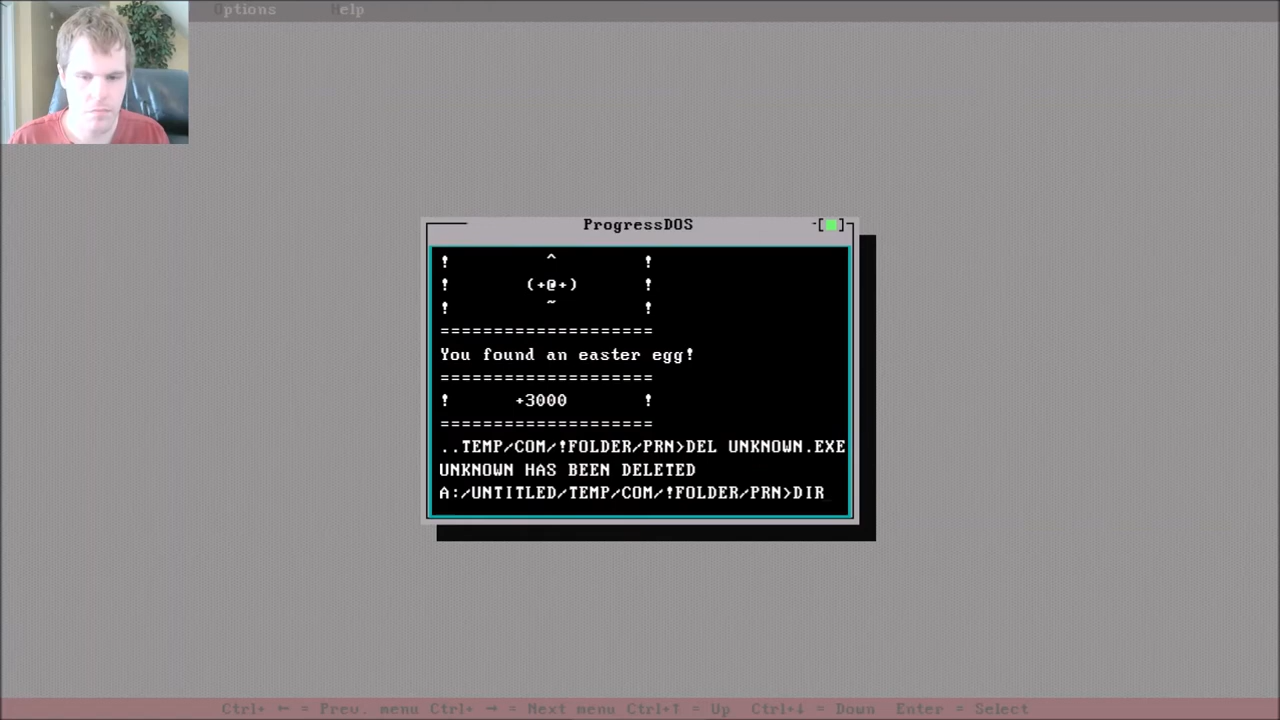 Options Help
ProgressDOS
-[■]
! ^ !
! (+@+) !
! ~ !
====================
You found an easter egg!
====================
! +3000 !
====================
..TEMP/COM/!FOLDER/PRN>DEL UNKNOWN.EXE
UNKNOWN HAS BEEN DELETED
A:/UNTITLED/TEMP/COM/!FOLDER/PRN>DIR_
Ctrl+ ← = Prev. menu Ctrl+ → = Next menu Ctrl+↑ = Up Ctrl+↓ = Down Enter = Select